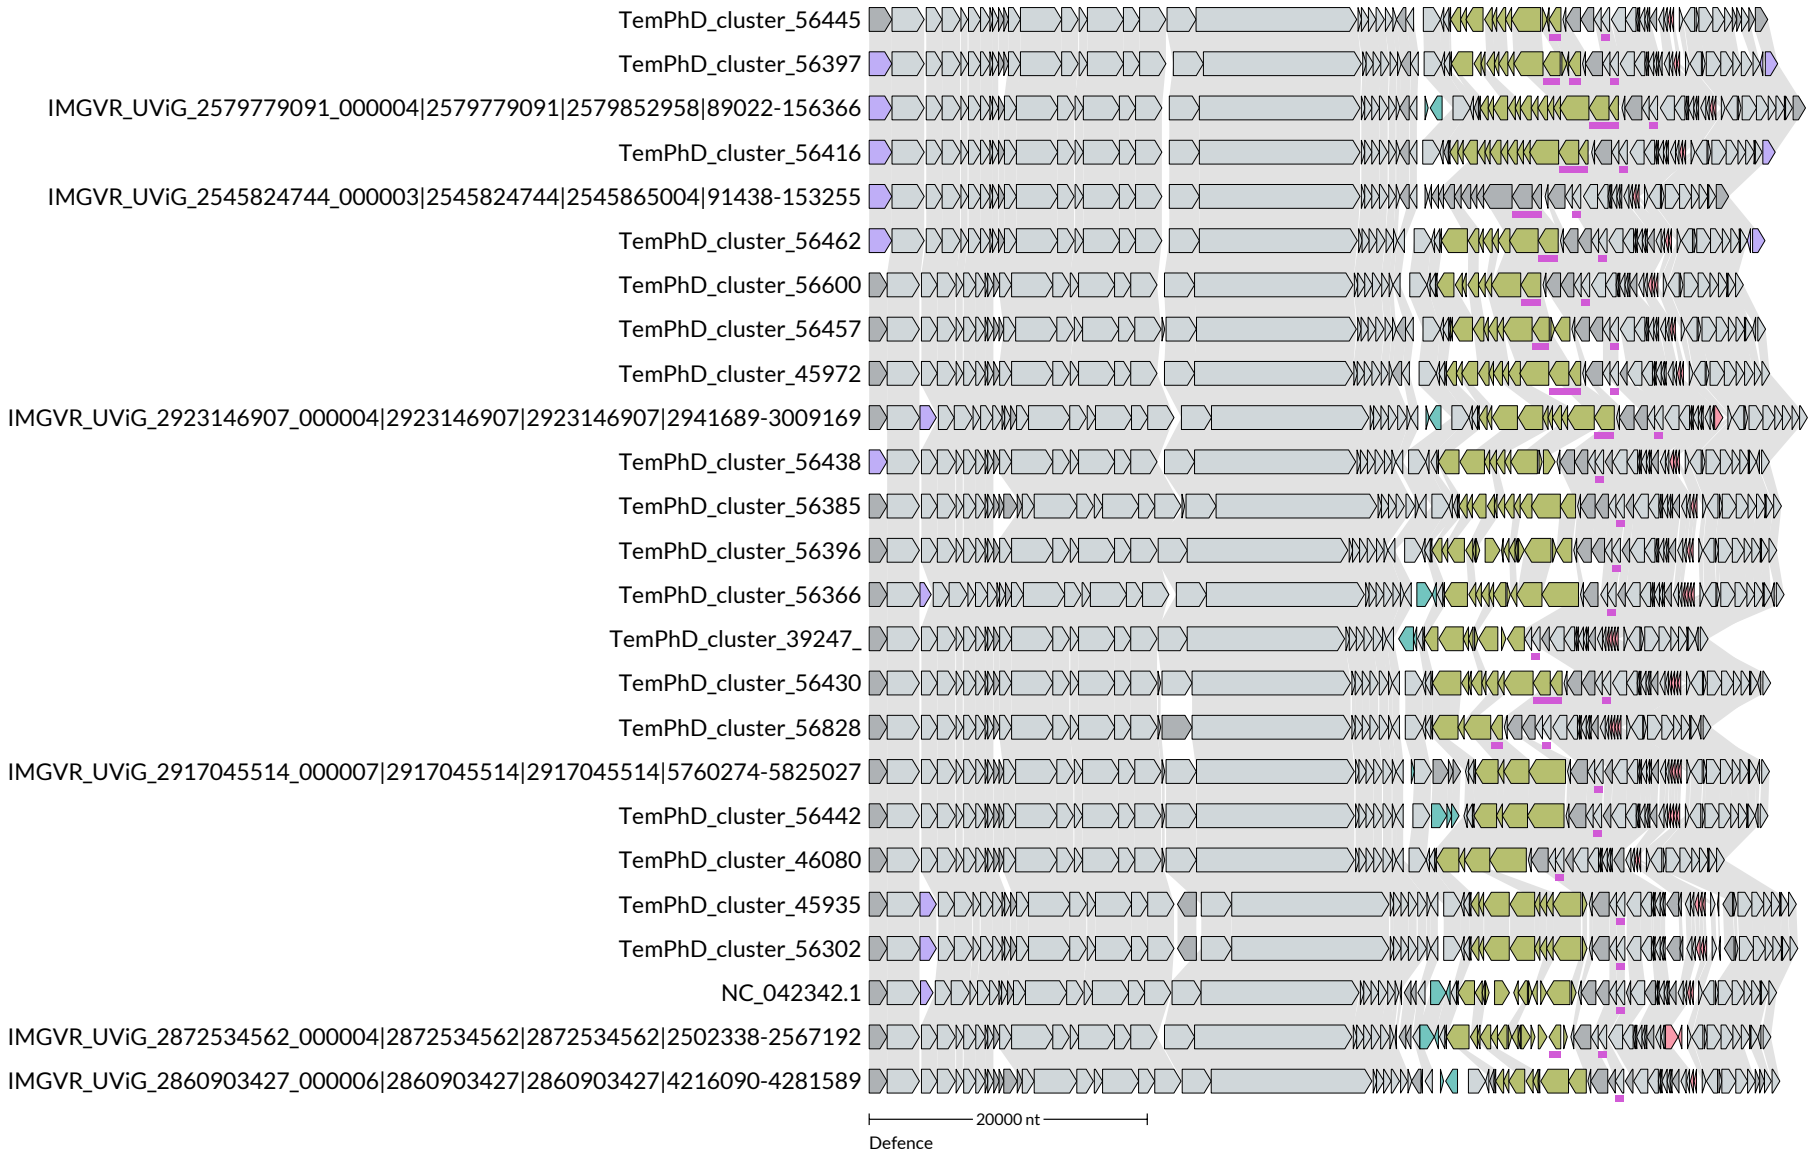 TemPhD_cluster_56445
TemPhD_cluster_56397
IMGVR_UViG_2579779091_000004|2579779091|2579852958|89022-156366
TemPhD_cluster_56416
IMGVR_UViG_2545824744_000003|2545824744|2545865004|91438-153255
TemPhD_cluster_56462
TemPhD_cluster_56600
TemPhD_cluster_56457
TemPhD_cluster_45972
IMGVR_UViG_2923146907_000004|2923146907|2923146907|2941689-3009169
TemPhD_cluster_56438
TemPhD_cluster_56385
TemPhD_cluster_56396
TemPhD_cluster_56366
TemPhD_cluster_39247_
TemPhD_cluster_56430
TemPhD_cluster_56828
IMGVR_UViG_2917045514_000007|2917045514|2917045514|5760274-5825027
TemPhD_cluster_56442
TemPhD_cluster_46080
TemPhD_cluster_45935
TemPhD_cluster_56302
NC_042342.1
IMGVR_UViG_2872534562_000004|2872534562|2872534562|2502338-2567192
IMGVR_UViG_2860903427_000006|2860903427|2860903427|4216090-4281589
20000 nt
Defence